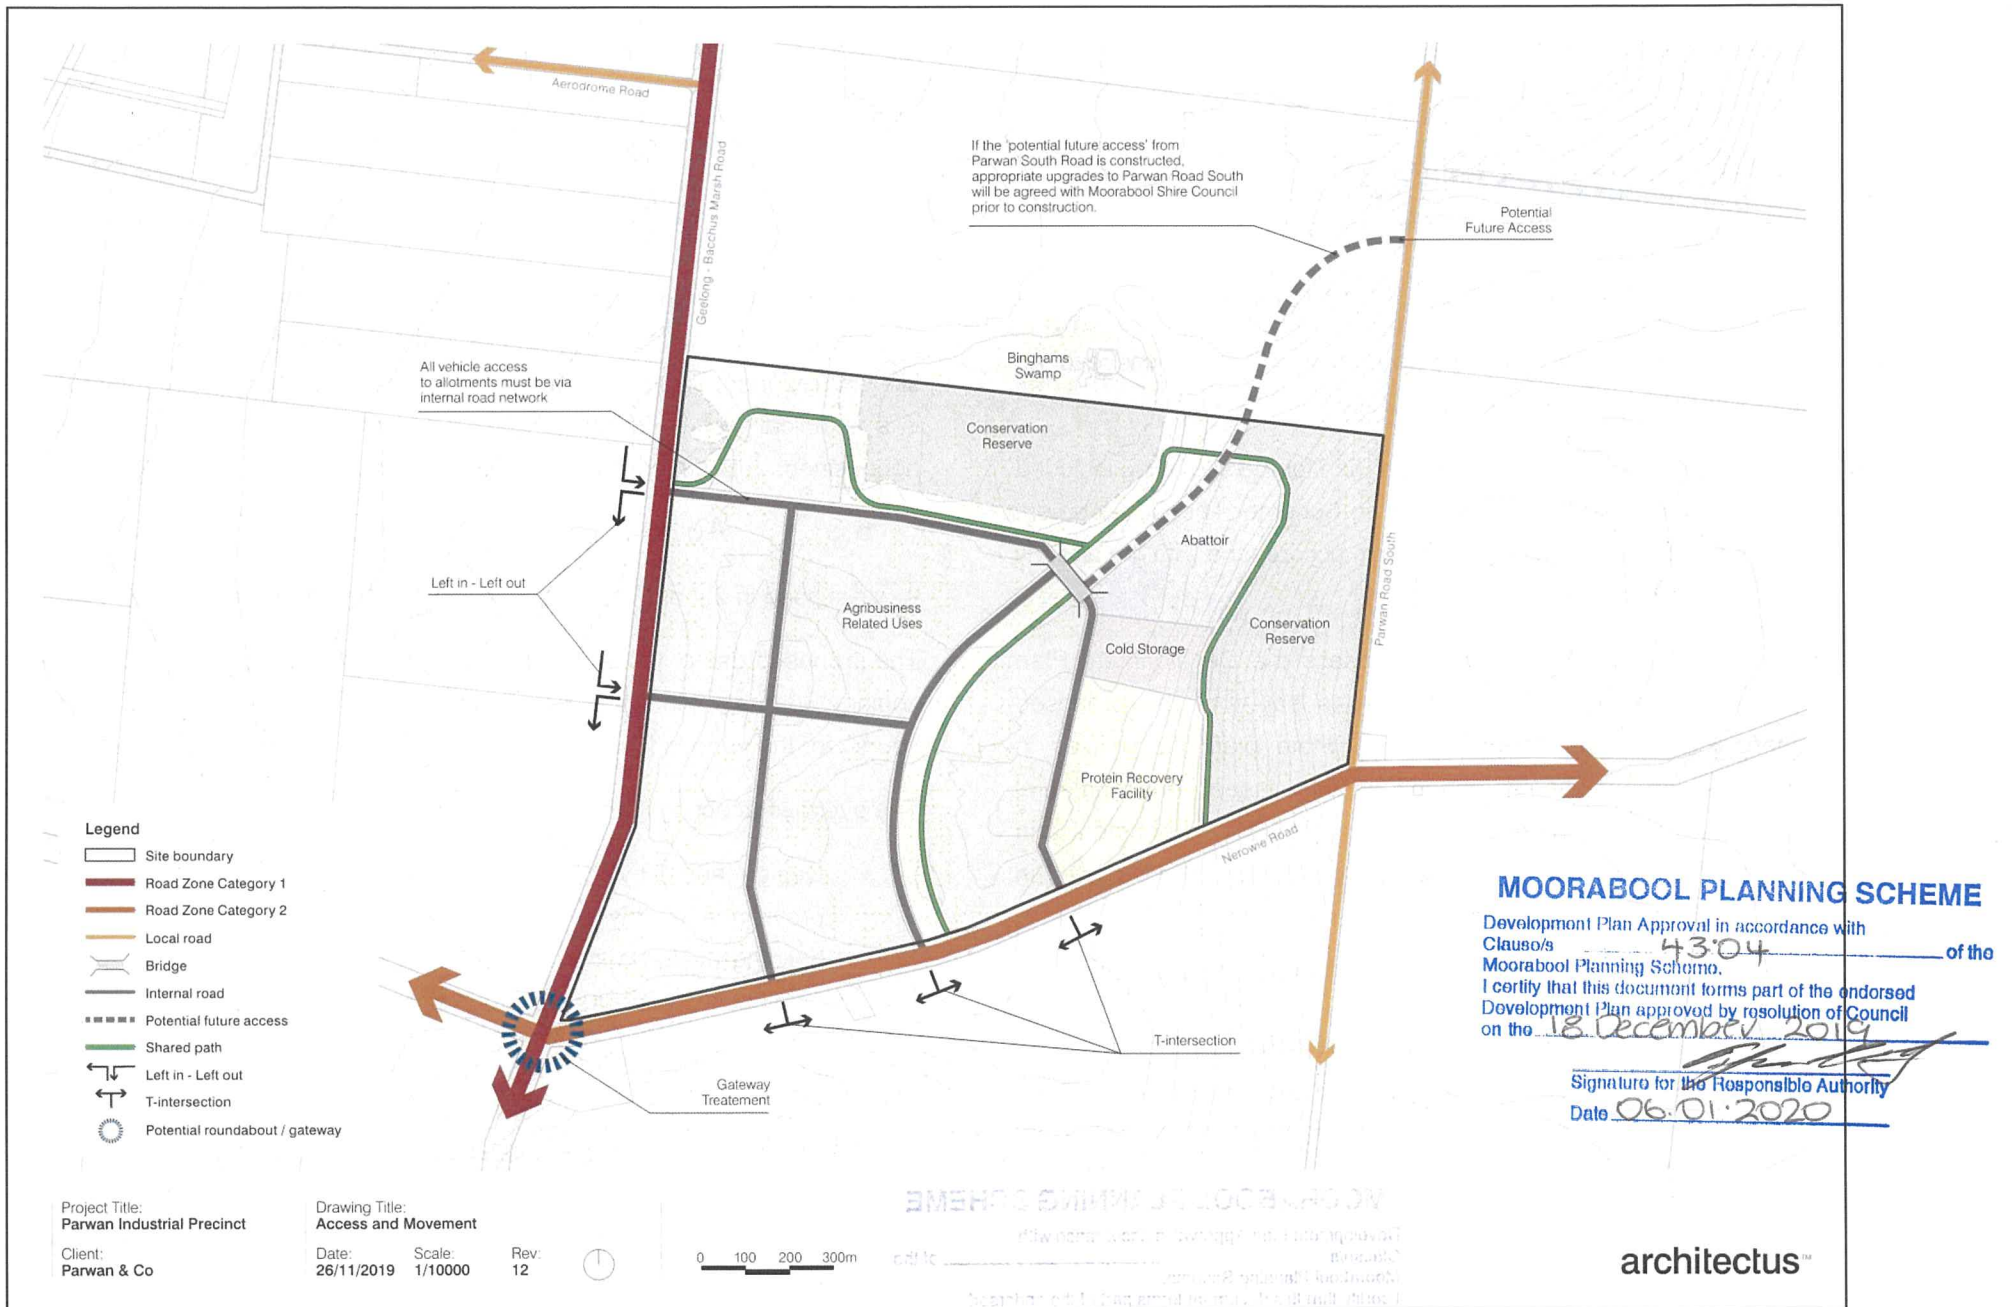 Aerodrome Road
Geelong - Bacchus Marsh Road
If the 'potential future access' from
Parwan South Road is constructed,
appropriate upgrades to Parwan Road South
will be agreed with Moorabool Shire Council
prior to construction.
Potential
Future Access
All vehicle access
to allotments must be via
internal road network
Binghams
Swamp
Conservation
Reserve
Left in - Left out
Abattoir
Agribusiness
Related Uses
Cold Storage
Conservation
Reserve
Parwan Road South
Protein Recovery
Facility
Nerowie Road
T-intersection
Gateway
Treatement
Legend
Site boundary
Road Zone Category 1
Road Zone Category 2
Local road
Bridge
Internal road
Potential future access
Shared path
Left in - Left out
T-intersection
Potential roundabout / gateway
MOORABOOL PLANNING SCHEME
Development Plan Approval in accordance with
Clause/s 43.04 of the
Moorabool Planning Scheme.
I certify that this document forms part of the endorsed
Development Plan approved by resolution of Council
on the 18 December 2019
Signature for the Responsible Authority
Date 06.01.2020
Project Title:
Parwan Industrial Precinct
Client:
Parwan & Co
Drawing Title:
Access and Movement
Date: Scale: Rev:
26/11/2019 1/10000 12
0 100 200 300m
architectus™